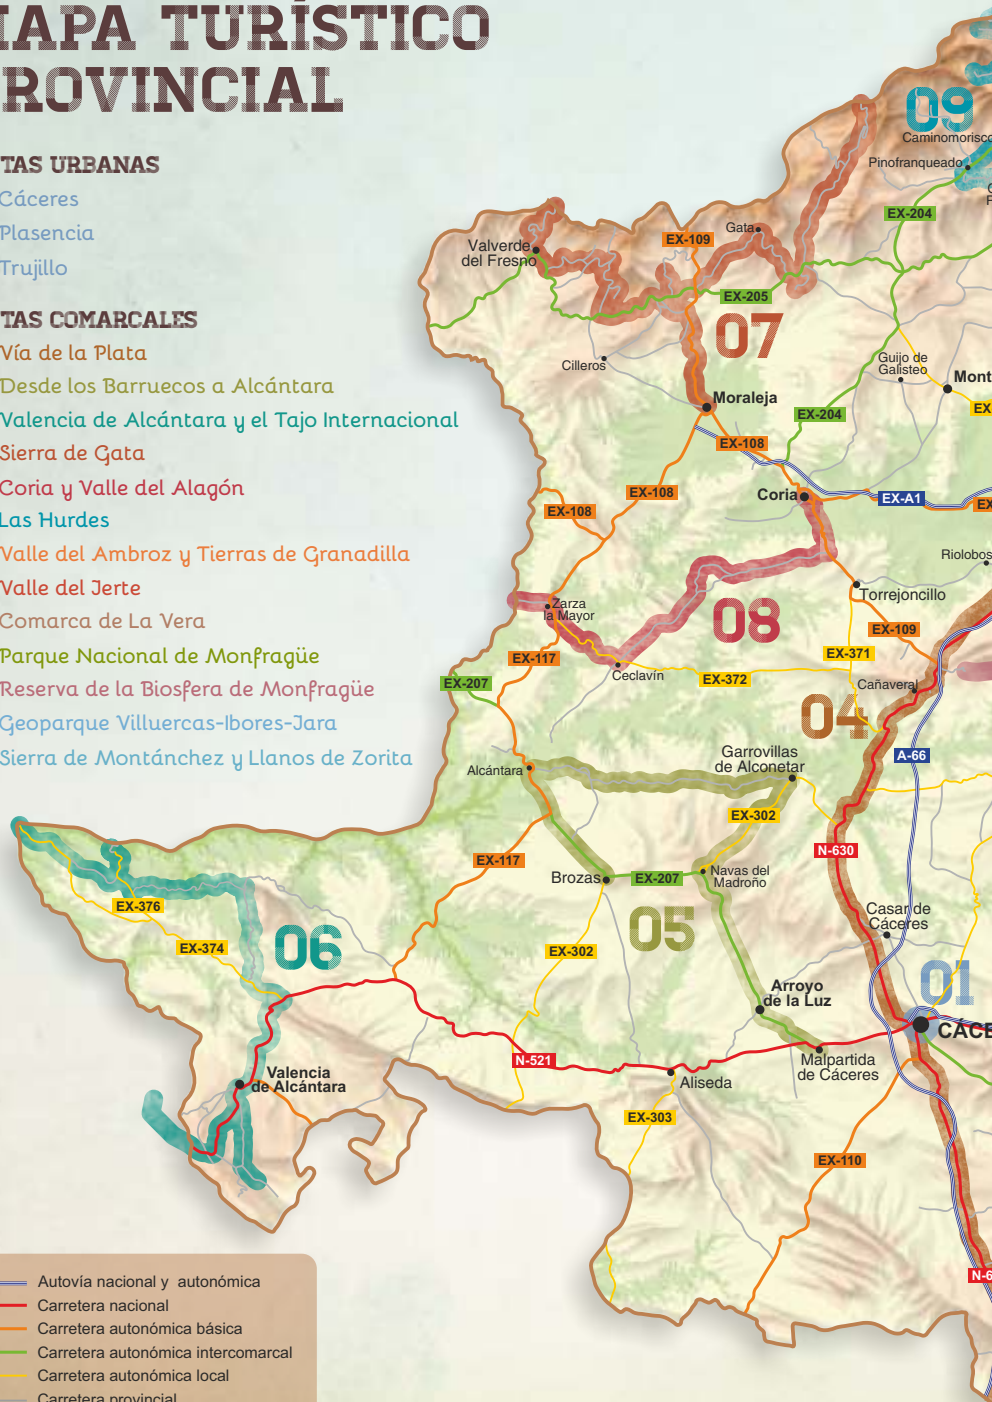 MAPA TURÍSTICO
PROVINCIAL
TAS URBANAS
Cáceres
Plasencia
Trujillo
TAS COMARCALES
Vía de la Plata
Desde los Barruecos a Alcántara
Valencia de Alcántara y el Tajo Internacional
Sierra de Gata
Coria y Valle del Alagón
Las Hurdes
Valle del Ambroz y Tierras de Granadilla
Valle del Jerte
Comarca de La Vera
Parque Nacional de Monfragüe
Reserva de la Biosfera de Monfragüe
Geoparque Villuercas-Ibores-Jara
Sierra de Montánchez y Llanos de Zorita
09
Caminomorisco
Pinofranqueado
EX-204
Gata
EX-109
Valverde
del Fresno
EX-205
07
Cilleros
Guijo de
Galisteo
Mont
EX-
Moraleja
EX-204
EX-108
EX-108
Coria
EX-A1
EX
EX-108
Riolobos
Torrejoncillo
Zarza
la Mayor
08
EX-109
EX-371
EX-117
Ceclavín
EX-372
EX-207
Cañaveral
04
Garrovillas
de Alconetar
A-66
Alcántara
EX-302
N-630
EX-117
Brozas
EX-207
Navas del
Madroño
EX-376
05
Casar de
Cáceres
06
EX-374
EX-302
01
Arroyo
de la Luz
CÁCE
N-521
Malpartida
de Cáceres
Valencia
de Alcántara
Aliseda
EX-303
EX-110
N-6
Autovía nacional y autonómica
Carretera nacional
Carretera autonómica básica
Carretera autonómica intercomarcal
Carretera autonómica local
Carretera provincial